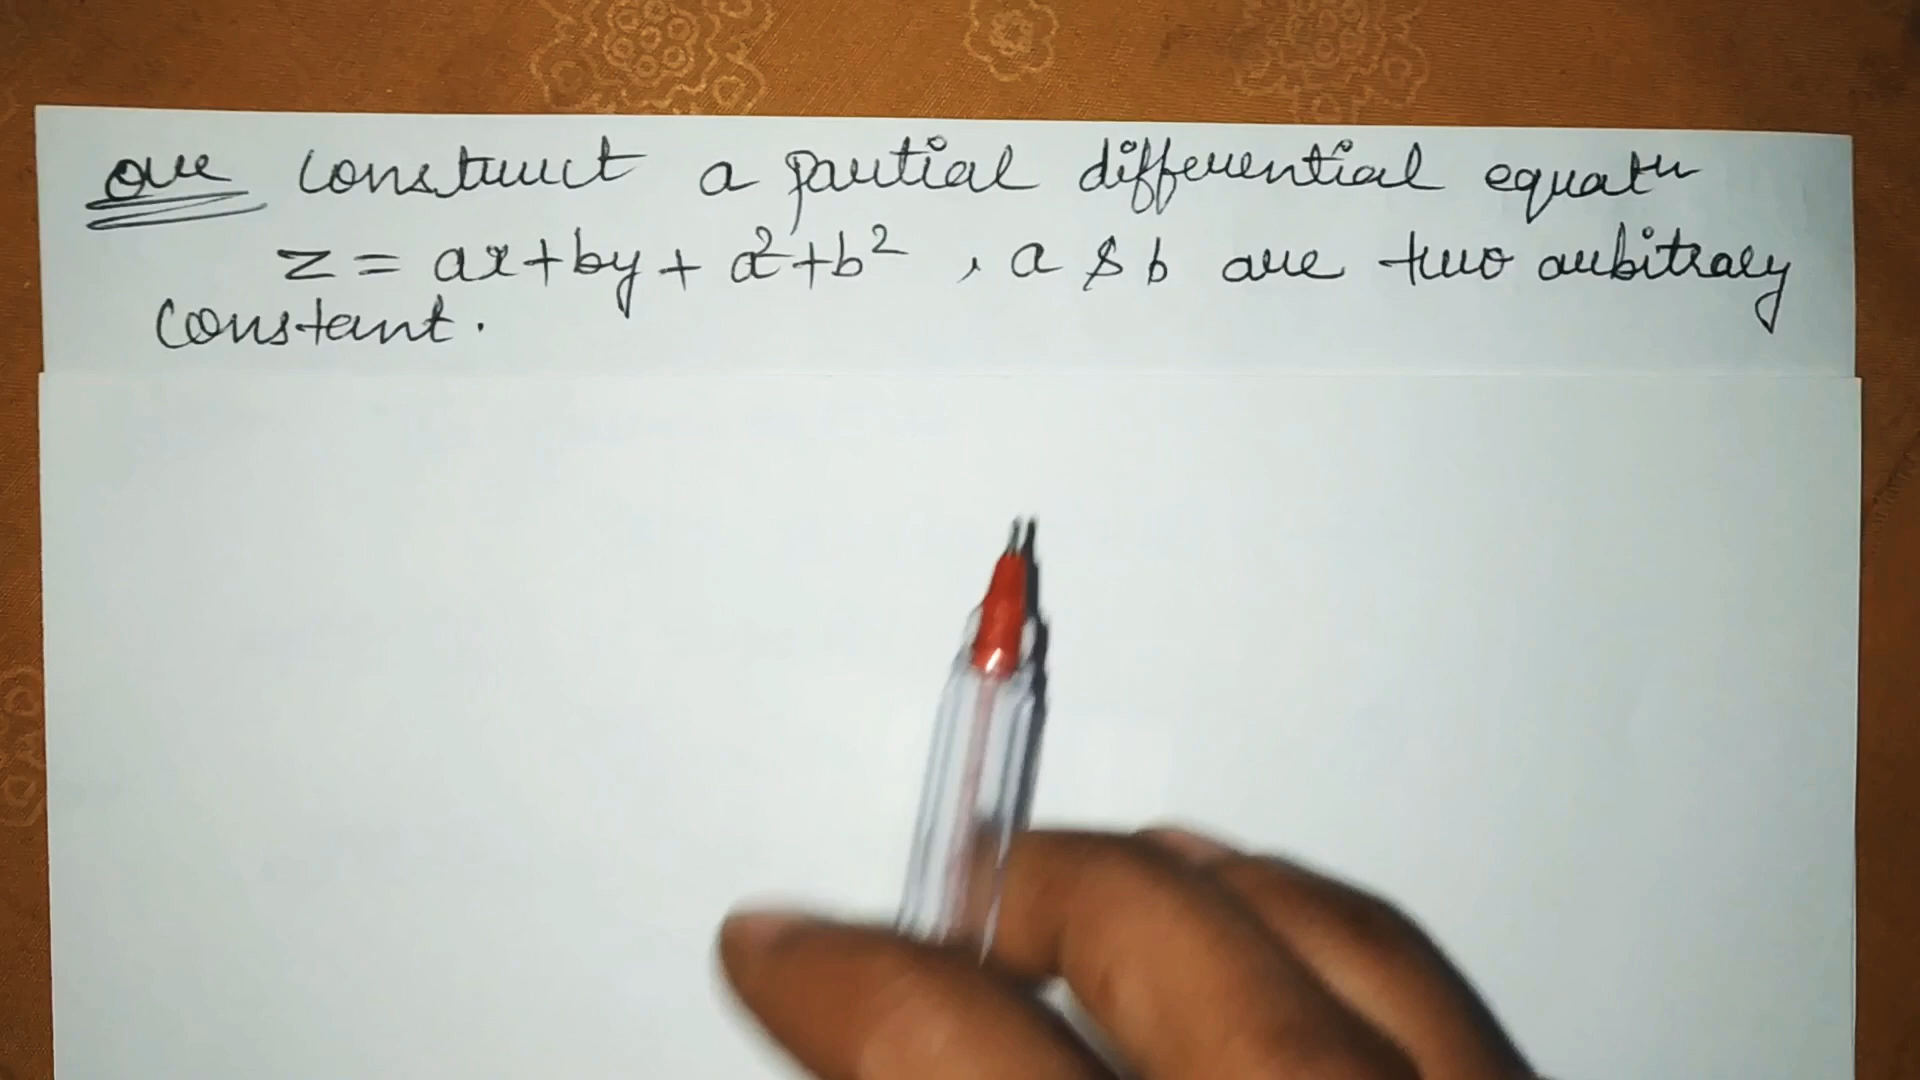 Que Construct a partial differential equatn
z = ax+by + a²+b² , a & b are two arbitrary
constant.